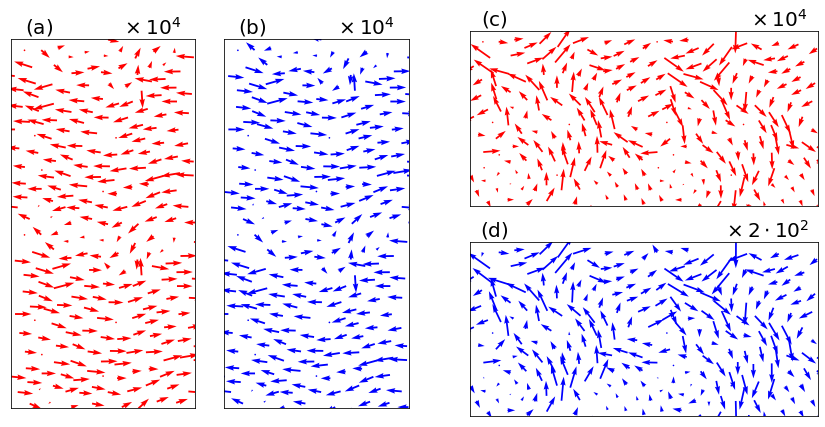 (a) × 10⁴
(b) × 10⁴
(c) × 10⁴
(d) × 2 · 10²